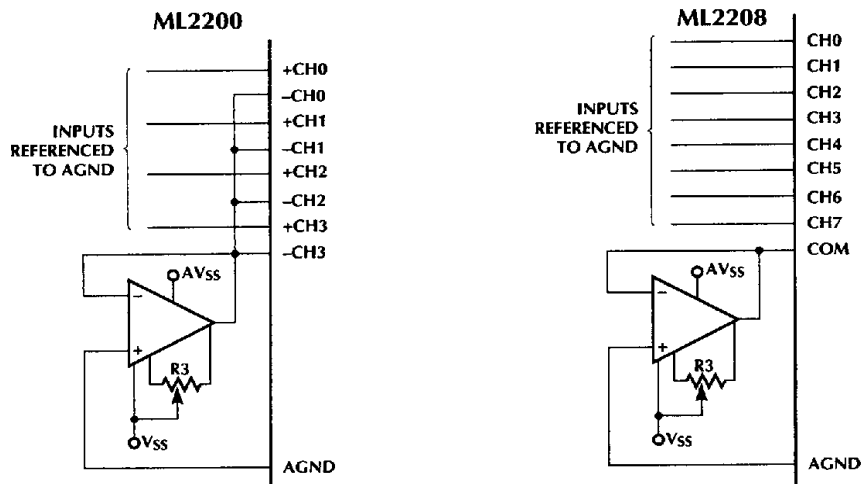 ML2200
+CH0
–CH0
+CH1
–CH1
+CH2
–CH2
+CH3
–CH3
INPUTS
REFERENCED
TO AGND
AVSS
–
+
R3
VSS
AGND
ML2208
CH0
CH1
CH2
CH3
CH4
CH5
CH6
CH7
COM
INPUTS
REFERENCED
TO AGND
AVSS
–
+
R3
VSS
AGND